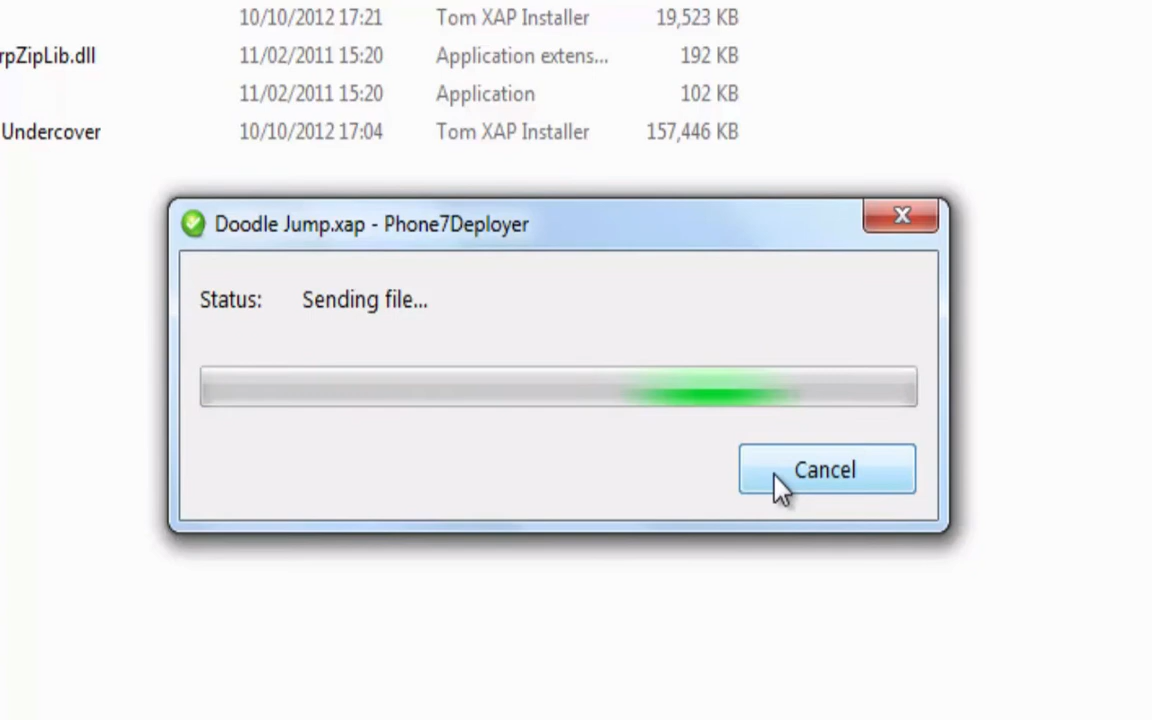 10/10/2012 17:21 Tom XAP Installer 19,523 KB
rpZipLib.dll 11/02/2011 15:20 Application extens... 192 KB
11/02/2011 15:20 Application 102 KB
Undercover 10/10/2012 17:04 Tom XAP Installer 157,446 KB
Doodle Jump.xap - Phone7Deployer
Status: Sending file...
Cancel